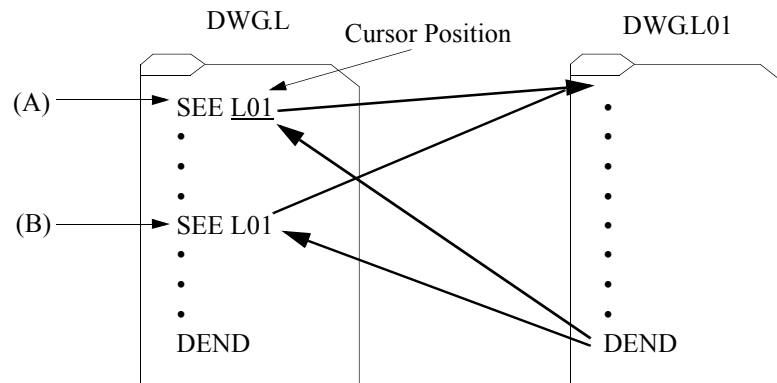 DWG.L
Cursor Position
DWG.L01
(A)
SEE L01
(B)
SEE L01
DEND
DEND